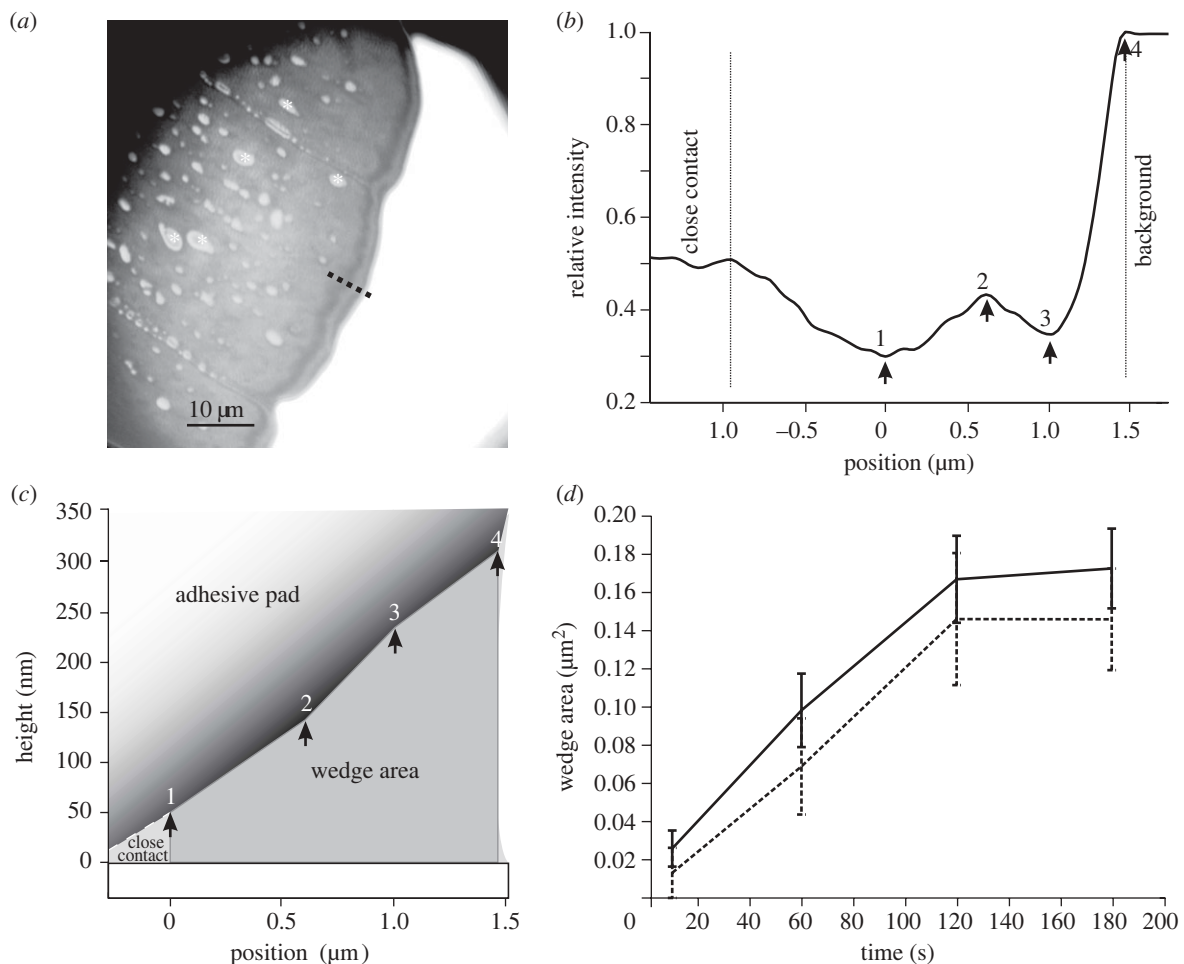 (a)
10 µm
* * * * *
(b)
relative intensity
1.0
0.8
0.6
0.4
0.2
close contact
background
1
2
3
4
1.0 –0.5 0 0.5 1.0 1.5
position (µm)
(c)
height (nm)
350
300
250
200
150
100
50
0
adhesive pad
wedge area
close
contact
1
2
3
4
0 0.5 1.0 1.5
position (µm)
(d)
wedge area (µm²)
0.20
0.18
0.16
0.14
0.12
0.10
0.08
0.06
0.04
0.02
0 20 40 60 80 100 120 140 160 180 200
time (s)